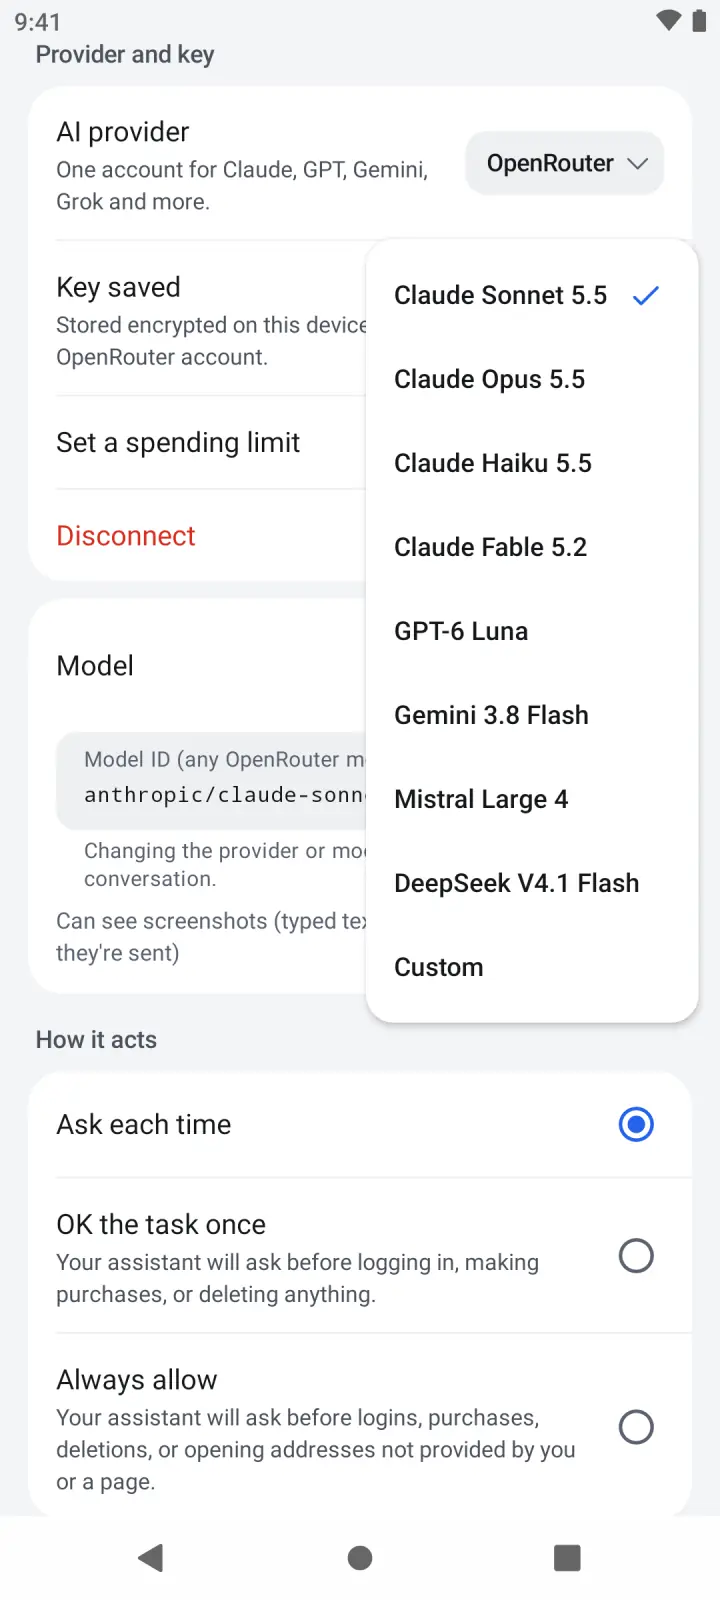 9:41
Provider and key
AI provider
One account for Claude, GPT, Gemini,
Grok and more.
OpenRouter
Key saved
Stored encrypted on this device
OpenRouter account.
Set a spending limit
Disconnect
Claude Sonnet 5.5
Claude Opus 5.5
Claude Haiku 5.5
Claude Fable 5.2
GPT-6 Luna
Gemini 3.8 Flash
Mistral Large 4
DeepSeek V4.1 Flash
Custom
Model
Model ID (any OpenRouter
anthropic/claude-sonn
Changing the provider or
conversation.
Can see screenshots (typed
they're sent)
How it acts
Ask each time
OK the task once
Your assistant will ask before logging in, making
purchases, or deleting anything.
Always allow
Your assistant will ask before logins, purchases,
deletions, or opening addresses not provided by you
or a page.